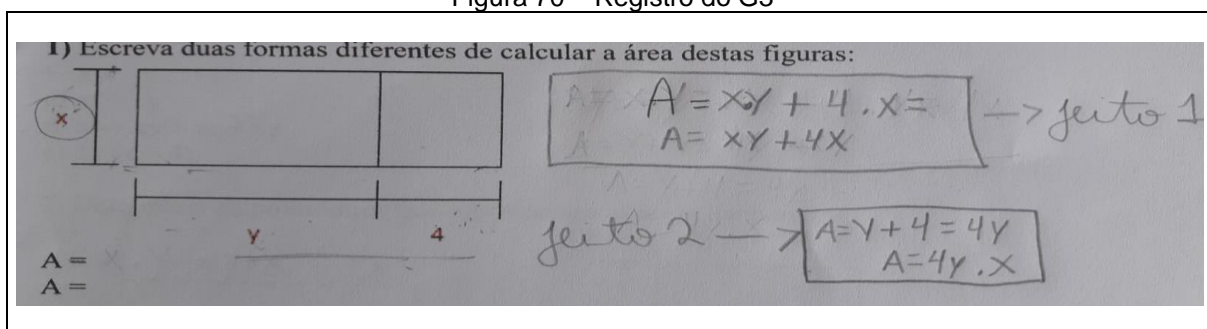 Figura 70 – Registro do G3
1) Escreva duas formas diferentes de calcular a área destas figuras:
x
A = x.y + 4 . x =
A = xy + 4x
—> jeito 1
y
4
jeito 2 —>
A = y + 4 = 4y
A = 4y . x
A =
A =